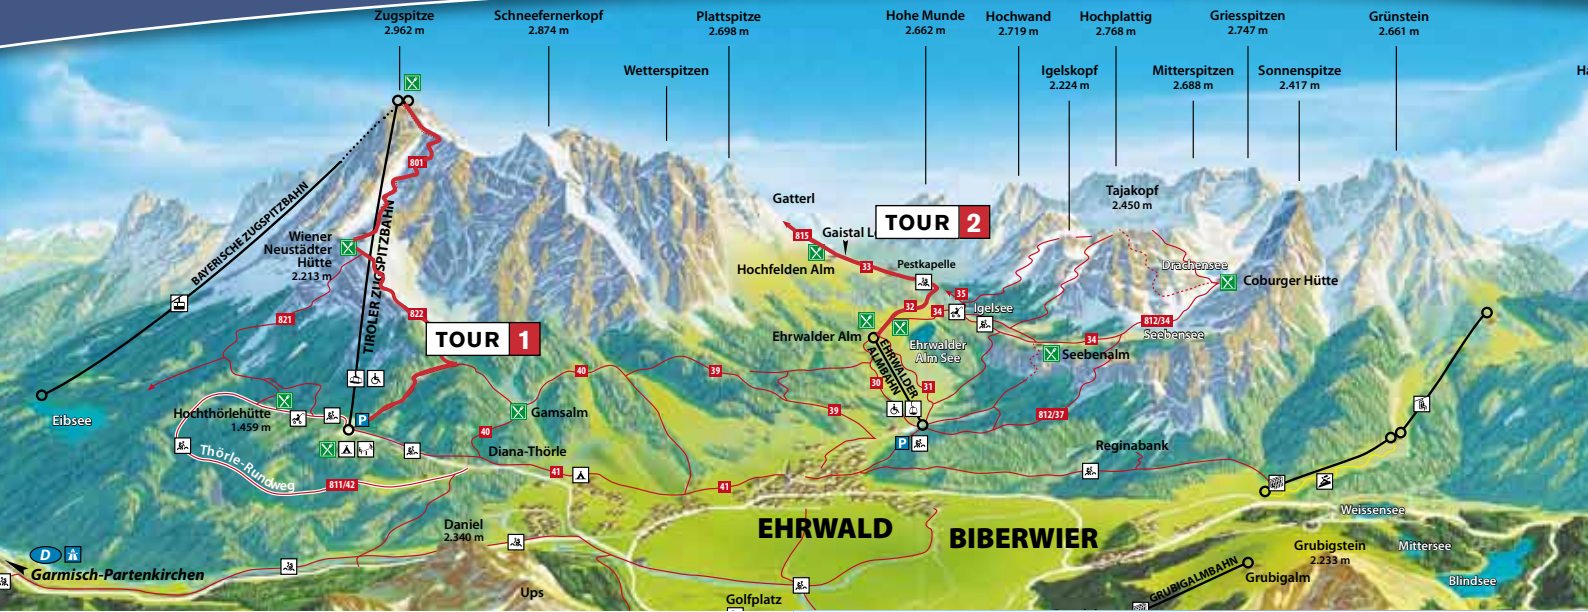 Zugspitze
2.962 m
Schneefernerkopf
2.874 m
Plattspitze
2.698 m
Hohe Munde
2.662 m
Hochwand
2.719 m
Hochplattig
2.768 m
Griesspitzen
2.747 m
Grünstein
2.661 m
Wetterspitzen
Igelskopf
2.224 m
Mitterspitzen
2.688 m
Sonnenspitze
2.417 m
Ha
801
BAYERISCHE ZUGSPITZBAHN
TIROLER ZUGSPITZBAHN
Wiener
Neustädter
Hütte
2.213 m
821
822
TOUR 1
Gatterl
815
Gaistal L
TOUR 2
Hochfelden Alm
33
Pestkapelle
Tajakopf
2.450 m
Drachensee
Coburger Hütte
35
32
34
Igelsee
812/34
Seebensee
34
Seebenalm
Ehrwalder Alm
Ehrwalder
Alm See
EHRWALDER
ALMBAHN
30
31
812/37
40
39
39
Eibsee
Hochthörlehütte
1.459 m
P
Gamsalm
40
Thörle-Rundweg
811/42
Diana-Thörle
41
41
P
Reginabank
Daniel
2.340 m
EHRWALD
BIBERWIER
Weissensee
Mittersee
Blindsee
Grubigstein
2.233 m
Grubigalm
GRUBIGALMBAHN
D
Garmisch-Partenkirchen
Ups
Golfplatz